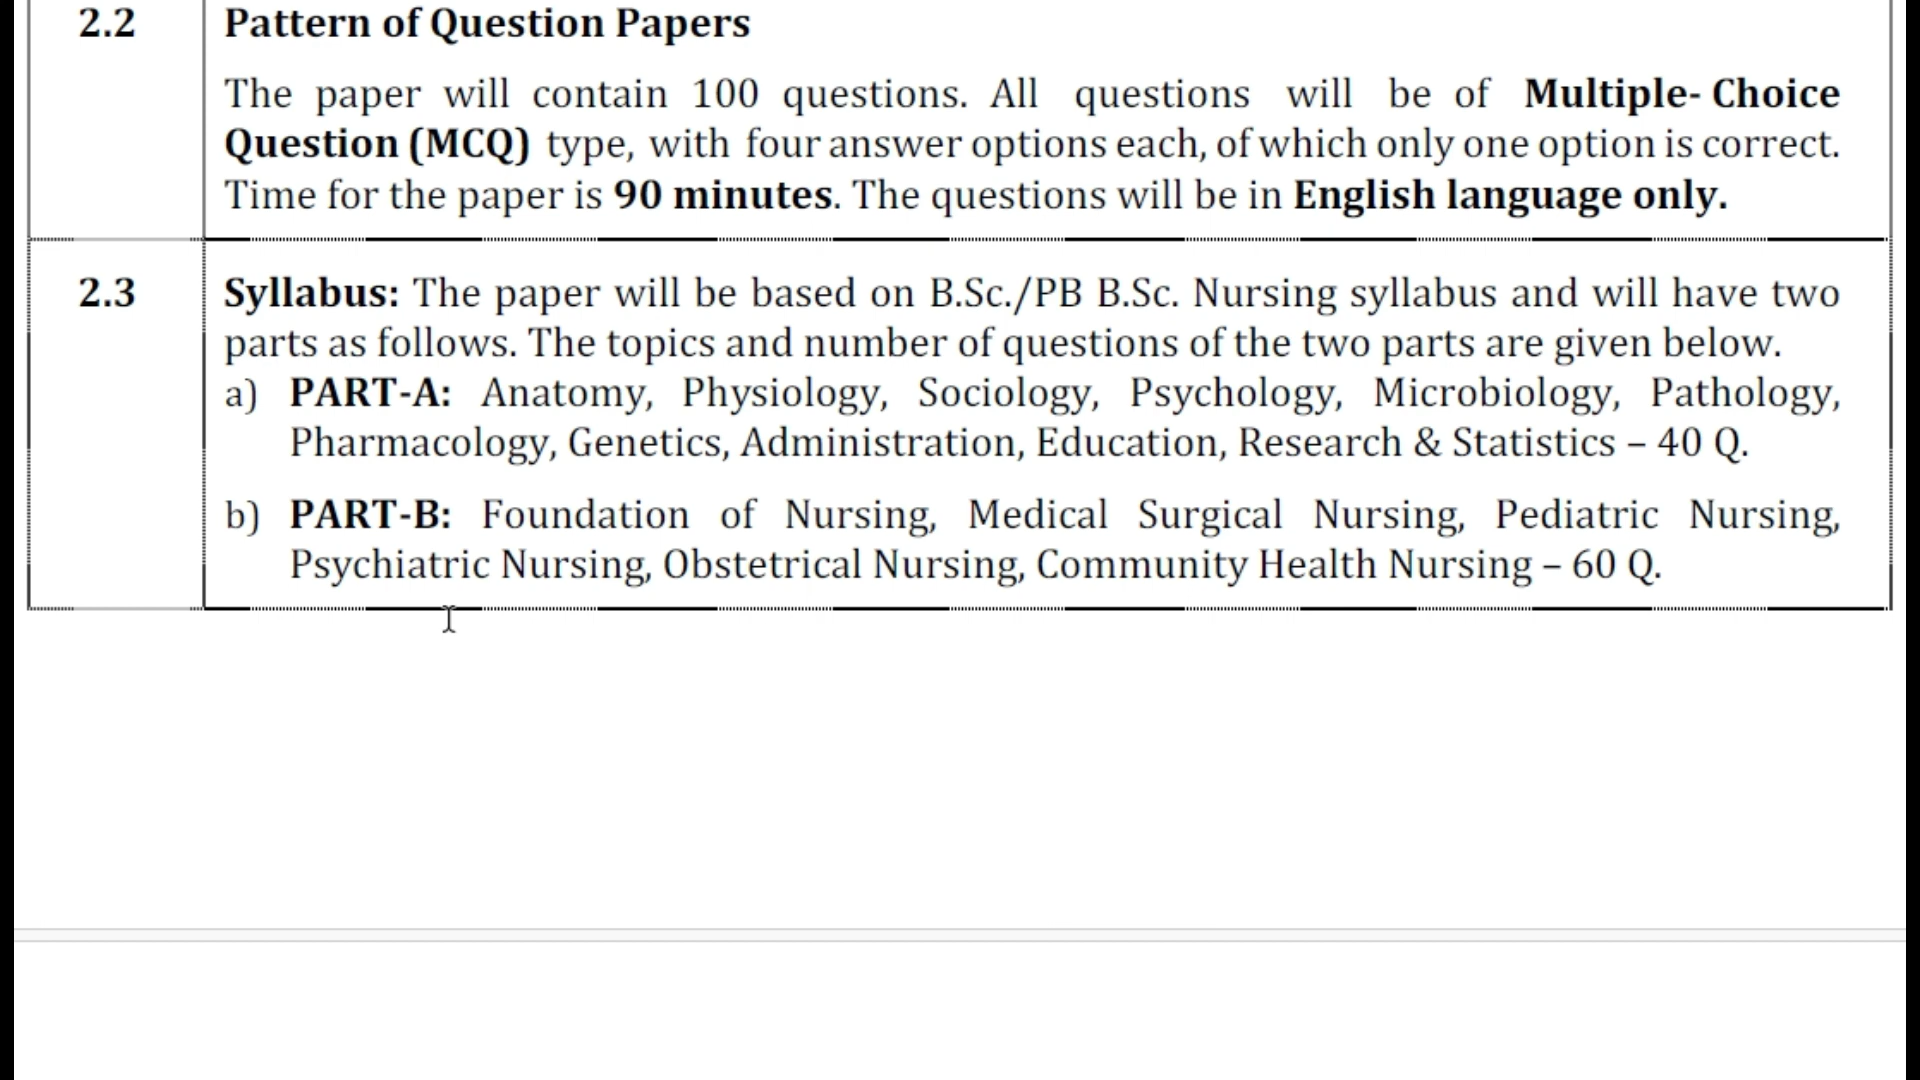 2.2 Pattern of Question Papers
The paper will contain 100 questions. All questions will be of Multiple- Choice
Question (MCQ) type, with four answer options each, of which only one option is correct.
Time for the paper is 90 minutes. The questions will be in English language only.
2.3 Syllabus: The paper will be based on B.Sc./PB B.Sc. Nursing syllabus and will have two
parts as follows. The topics and number of questions of the two parts are given below.
a) PART-A: Anatomy, Physiology, Sociology, Psychology, Microbiology, Pathology,
Pharmacology, Genetics, Administration, Education, Research & Statistics – 40 Q.
b) PART-B: Foundation of Nursing, Medical Surgical Nursing, Pediatric Nursing,
Psychiatric Nursing, Obstetrical Nursing, Community Health Nursing – 60 Q.